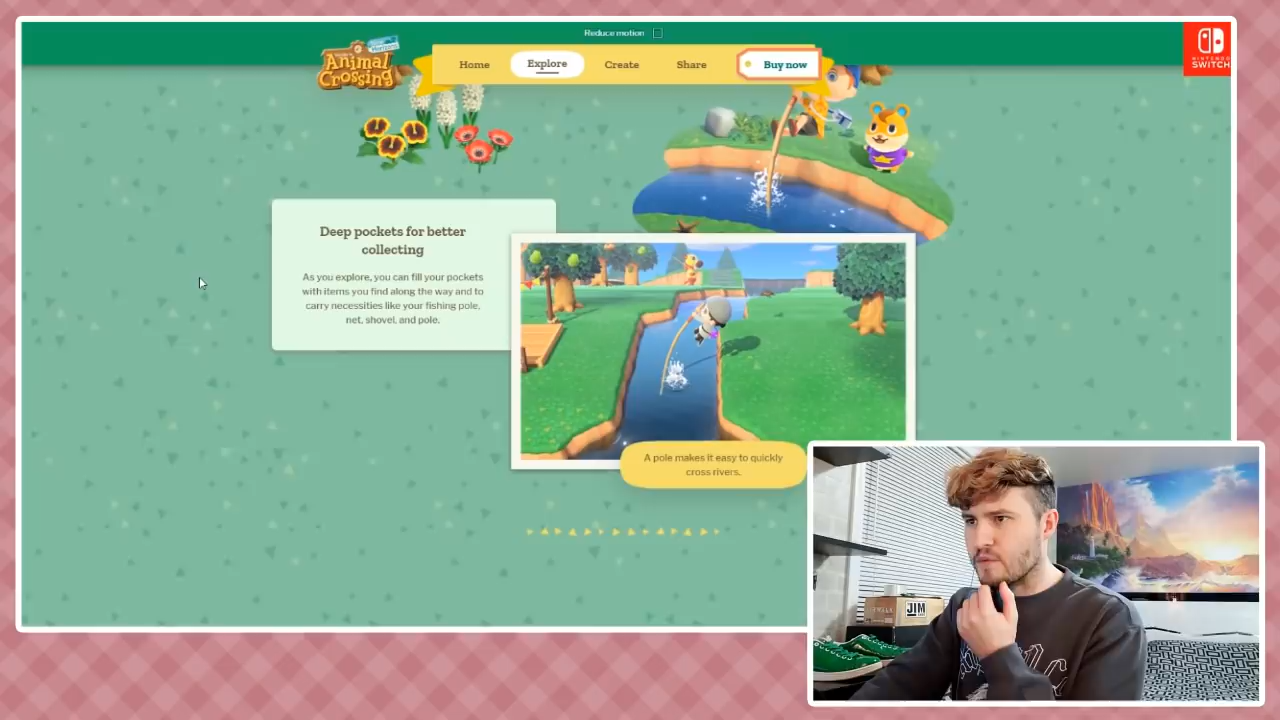 Reduce motion
Animal
Crossing
Home
Explore
Create
Share
Buy now
NINTENDO
SWITCH
Deep pockets for better
collecting
As you explore, you can fill your pockets
with items you find along the way and to
carry necessities like your fishing pole,
net, shovel, and pole.
A pole makes it easy to quickly
cross rivers.
JIM